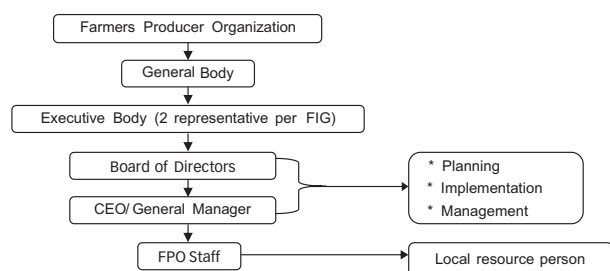 Farmers Producer Organization
General Body
Executive Body (2 representative per FIG)
Board of Directors
CEO/ General Manager
* Planning
* Implementation
* Management
FPO Staff
Local resource person